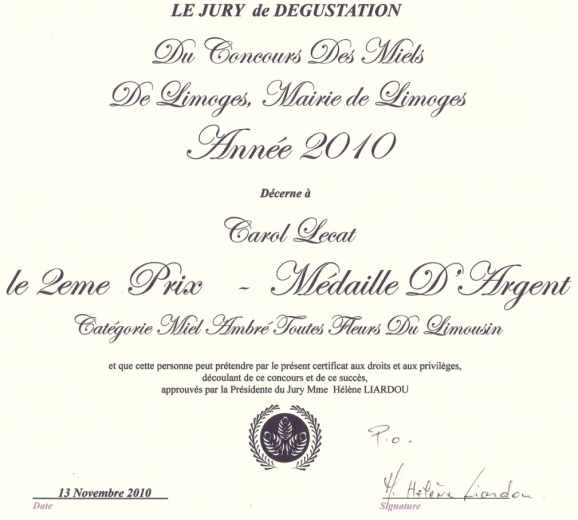 LE JURY de DEGUSTATION
Du Concours Des Miels
De Limoges, Mairie de Limoges
Année 2010
Décerne à
Carol Lecat
le 2eme Prix - Médaille D'Argent
Catégorie Miel Ambré Toutes Fleurs Du Limousin
et que cette personne peut prétendre par le présent certificat aux droits et aux privilèges,
découlant de ce concours et de ce succès,
approuvés par la Présidente du Jury Mme Hélène LIARDOU
P.o.
H. Hélène Liardou
13 Novembre 2010
Date
Signature